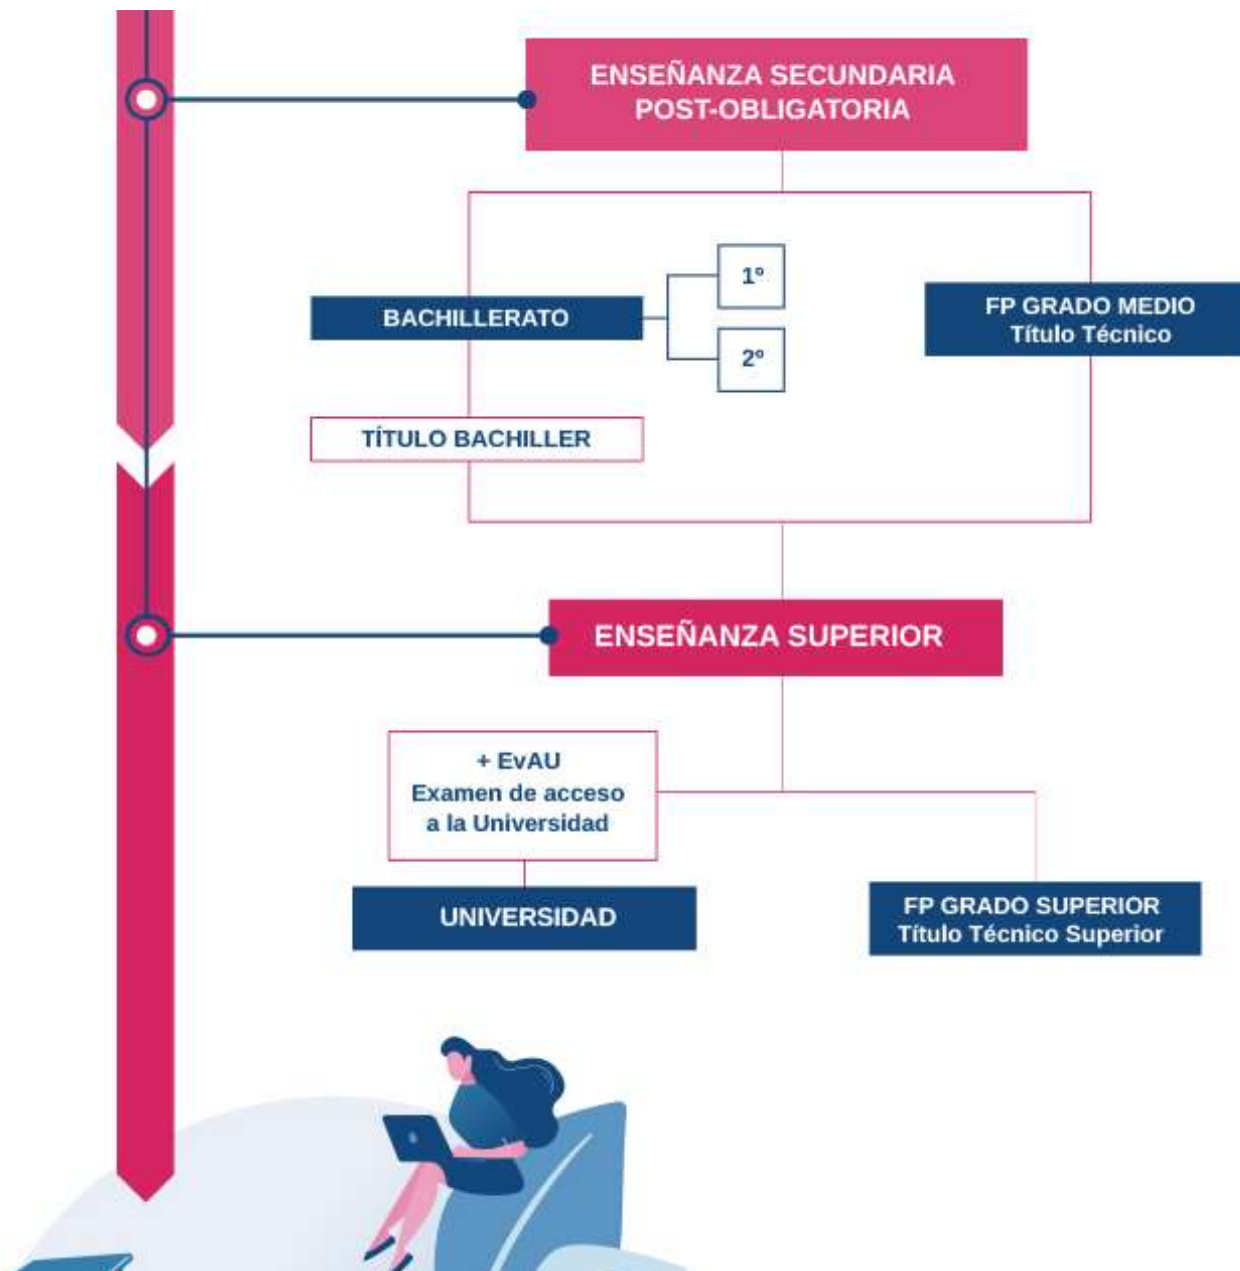 ENSEÑANZA SECUNDARIA
POST-OBLIGATORIA
1º
BACHILLERATO
2º
FP GRADO MEDIO
Título Técnico
TÍTULO BACHILLER
ENSEÑANZA SUPERIOR
+ EvAU
Examen de acceso
a la Universidad
UNIVERSIDAD
FP GRADO SUPERIOR
Título Técnico Superior